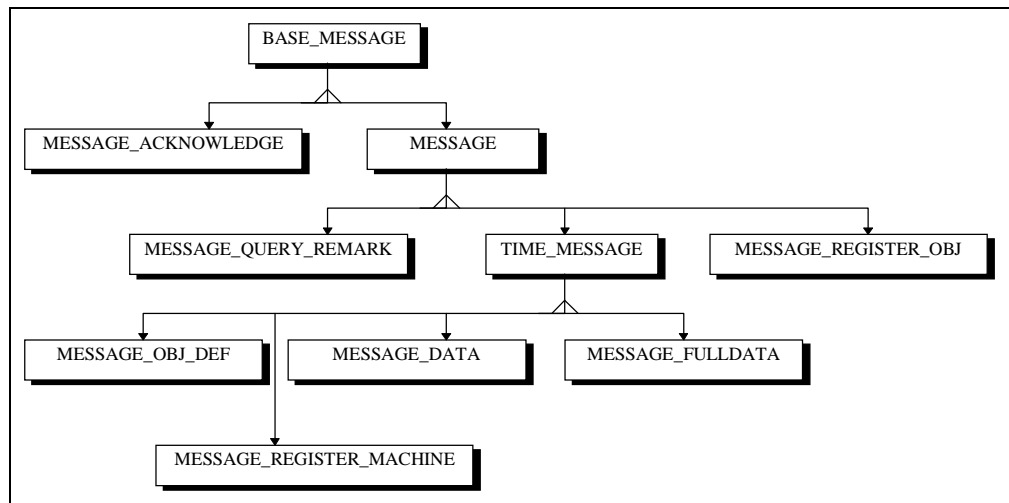 BASE_MESSAGE
MESSAGE_ACKNOWLEDGE
MESSAGE
MESSAGE_QUERY_REMARK
TIME_MESSAGE
MESSAGE_REGISTER_OBJ
MESSAGE_OBJ_DEF
MESSAGE_DATA
MESSAGE_FULLDATA
MESSAGE_REGISTER_MACHINE